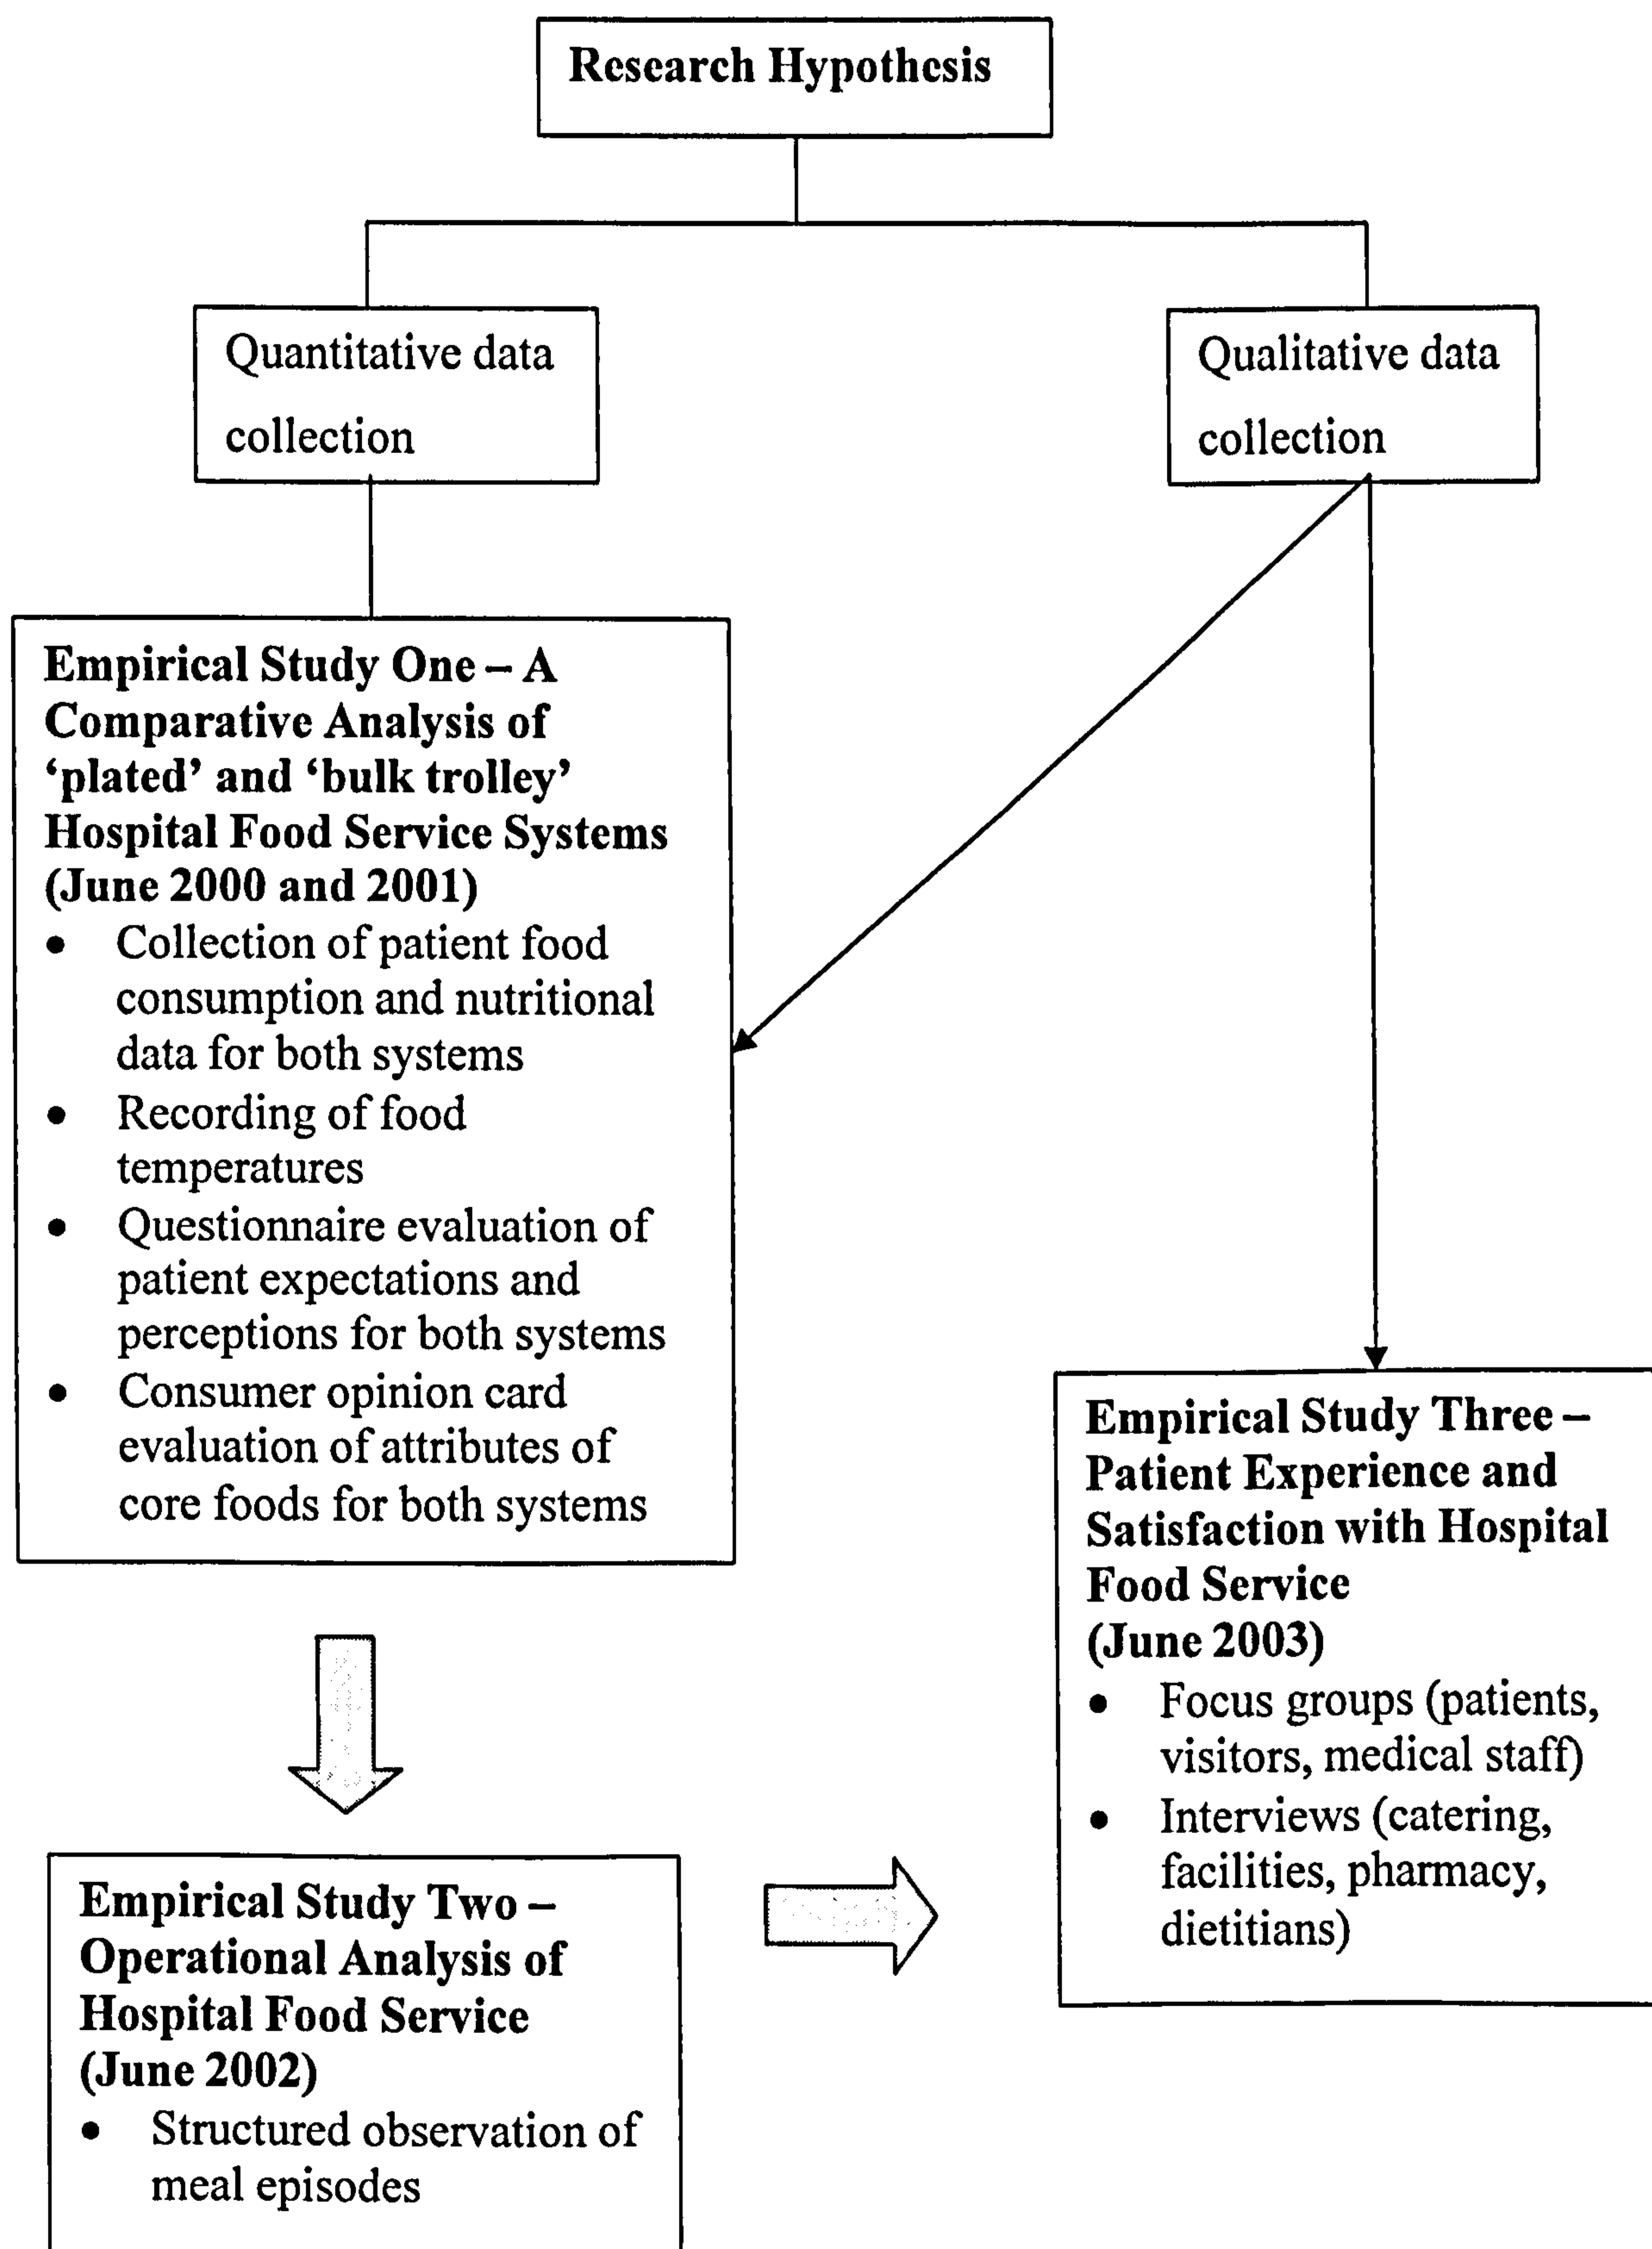 Research Hypothesis
Quantitative data
collection
Qualitative data
collection
Empirical Study One – A
Comparative Analysis of
‘plated’ and ‘bulk trolley’
Hospital Food Service Systems
(June 2000 and 2001)
• Collection of patient food
consumption and nutritional
data for both systems
• Recording of food
temperatures
• Questionnaire evaluation of
patient expectations and
perceptions for both systems
• Consumer opinion card
evaluation of attributes of
core foods for both systems
Empirical Study Two –
Operational Analysis of
Hospital Food Service
(June 2002)
• Structured observation of
meal episodes
Empirical Study Three –
Patient Experience and
Satisfaction with Hospital
Food Service
(June 2003)
• Focus groups (patients,
visitors, medical staff)
• Interviews (catering,
facilities, pharmacy,
dietitians)